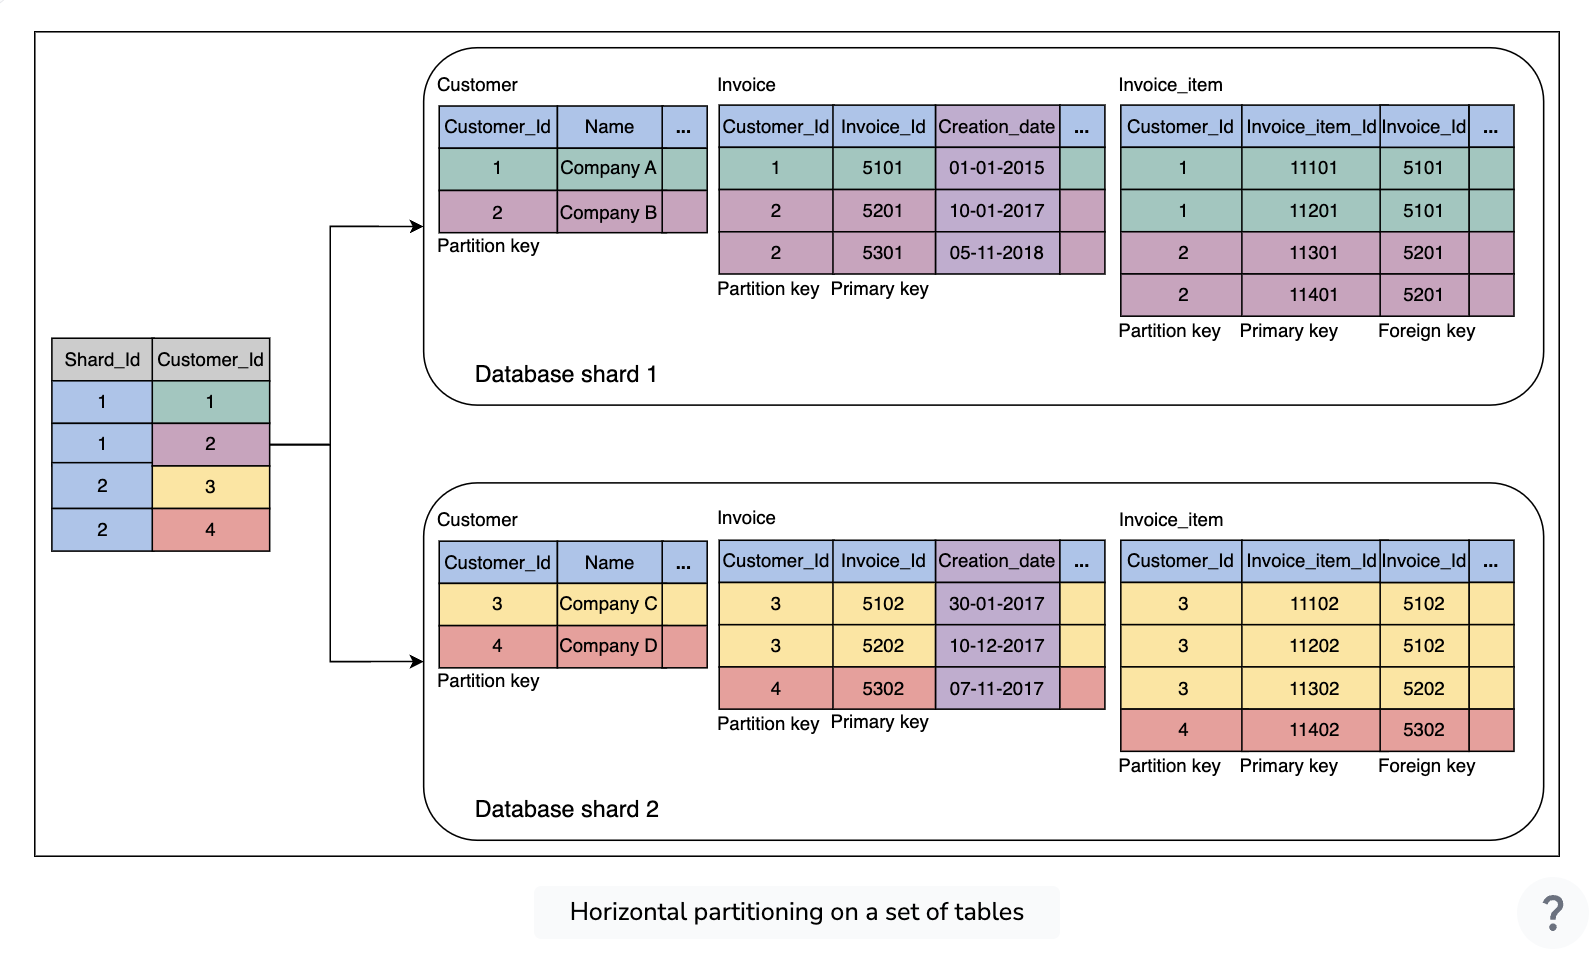 Shard_Id Customer_Id
1 1
1 2
2 3
2 4
Customer
Customer_Id Name ...
1 Company A
2 Company B
Partition key
Invoice
Customer_Id Invoice_Id Creation_date ...
1 5101 01-01-2015
2 5201 10-01-2017
2 5301 05-11-2018
Partition key Primary key
Invoice_item
Customer_Id Invoice_item_Id Invoice_Id ...
1 11101 5101
1 11201 5101
2 11301 5201
2 11401 5201
Partition key Primary key Foreign key
Database shard 1
Customer
Customer_Id Name ...
3 Company C
4 Company D
Partition key
Invoice
Customer_Id Invoice_Id Creation_date ...
3 5102 30-01-2017
3 5202 10-12-2017
4 5302 07-11-2017
Partition key Primary key
Invoice_item
Customer_Id Invoice_item_Id Invoice_Id ...
3 11102 5102
3 11202 5102
3 11302 5202
4 11402 5302
Partition key Primary key Foreign key
Database shard 2
Horizontal partitioning on a set of tables
?